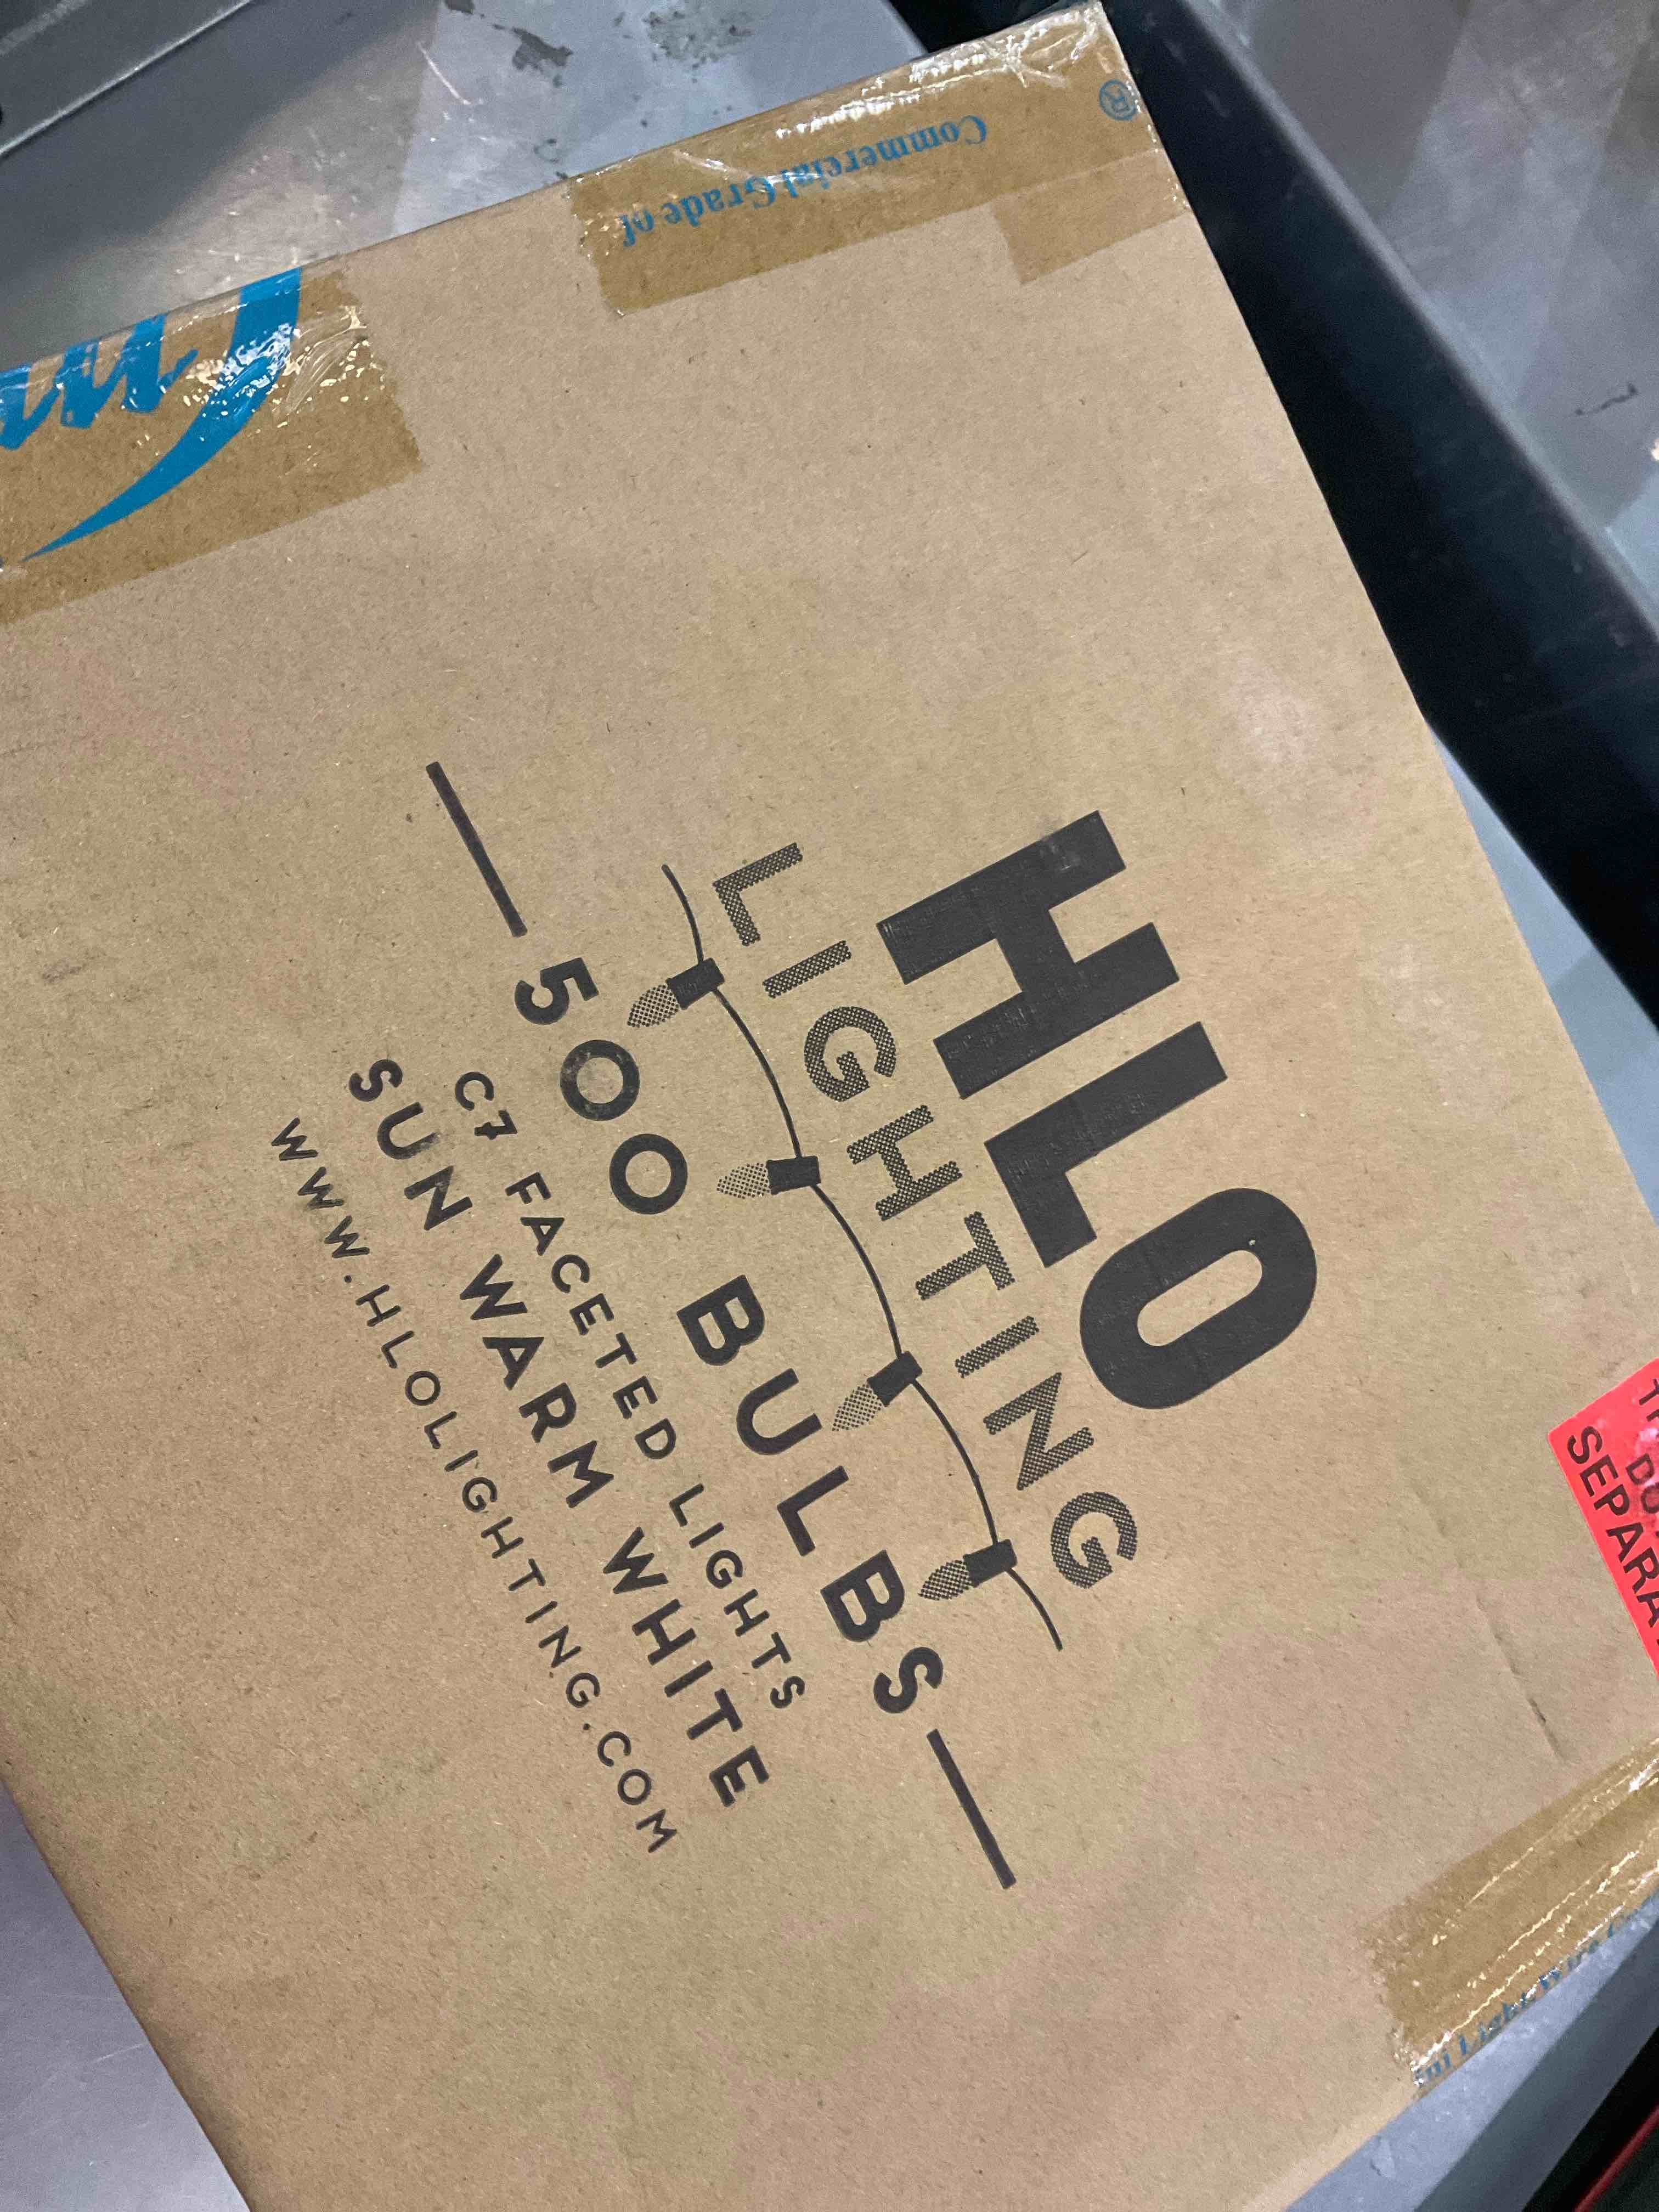 HLO
LIGHTING
500 BULBS
C7 FACETED LIGHTS
SUN WARM WHITE
WWW.HLOLIGHTING.COM
Commercial Grade of
®
SEPARA